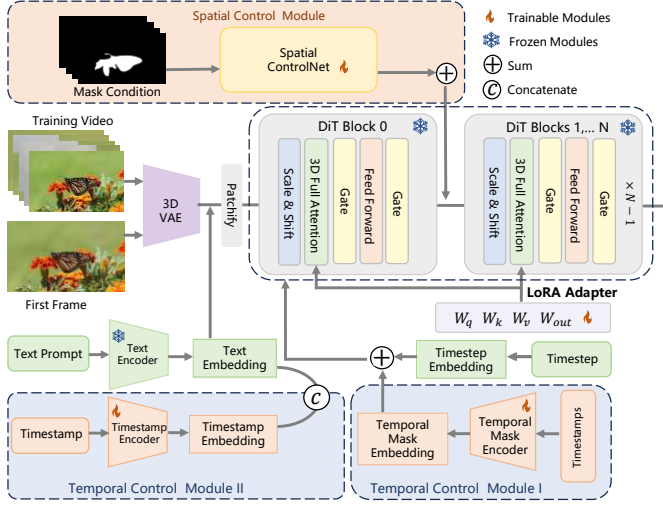 Spatial Control Module
Mask Condition
Spatial
ControlNet
Trainable Modules
Frozen Modules
Sum
C
Concatenate
Training Video
First Frame
3D
VAE
Patchify
DiT Block 0
Scale & Shift
3D Full Attention
Gate
Feed Forward
Gate
DiT Blocks 1,... N
Scale & Shift
3D Full Attention
Gate
Feed Forward
Gate
× N − 1
LoRA Adapter
W_q W_k W_v W_out
Text Prompt
Text
Encoder
Text
Embedding
C
Timestep
Embedding
Timestep
Timestamp
Timestamp
Encoder
Timestamp
Embedding
Temporal Control Module II
Temporal
Mask
Embedding
Temporal
Mask
Encoder
Timestamps
Temporal Control Module I